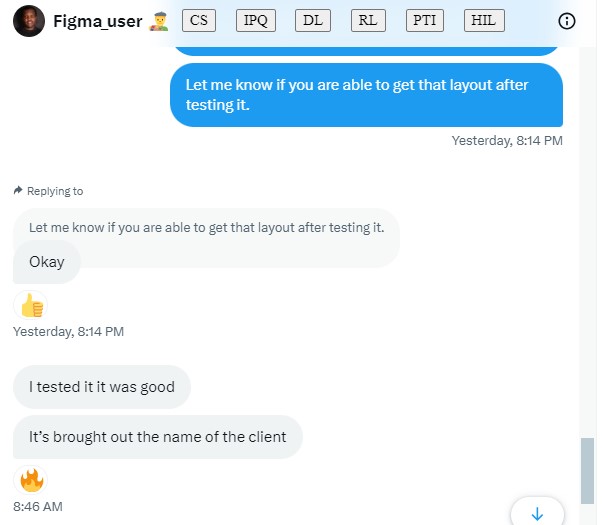 Figma_user CS IPQ DL RL PTI HIL
Let me know if you are able to get that layout after
testing it.
Yesterday, 8:14 PM
Replying to
Let me know if you are able to get that layout after testing it.
Okay
Yesterday, 8:14 PM
I tested it it was good
It’s brought out the name of the client
8:46 AM